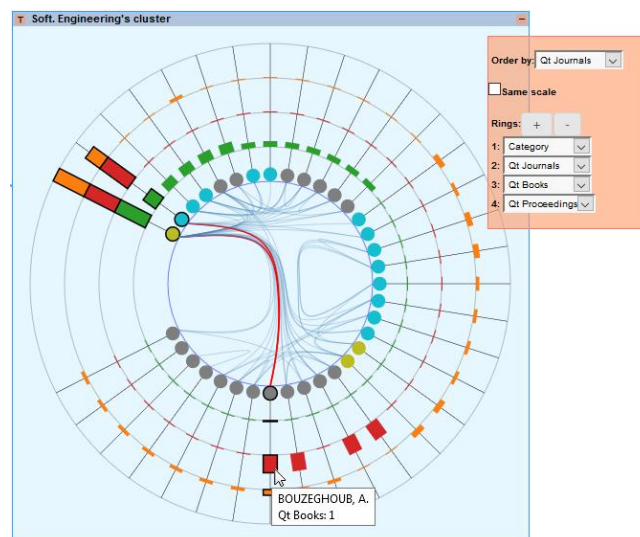 T Soft. Engineering's cluster
Order by: Qt Journals
Same scale
Rings: + -
1: Category
2: Qt Journals
3: Qt Books
4: Qt Proceedings
BOUZEGHOUB, A.
Qt Books: 1